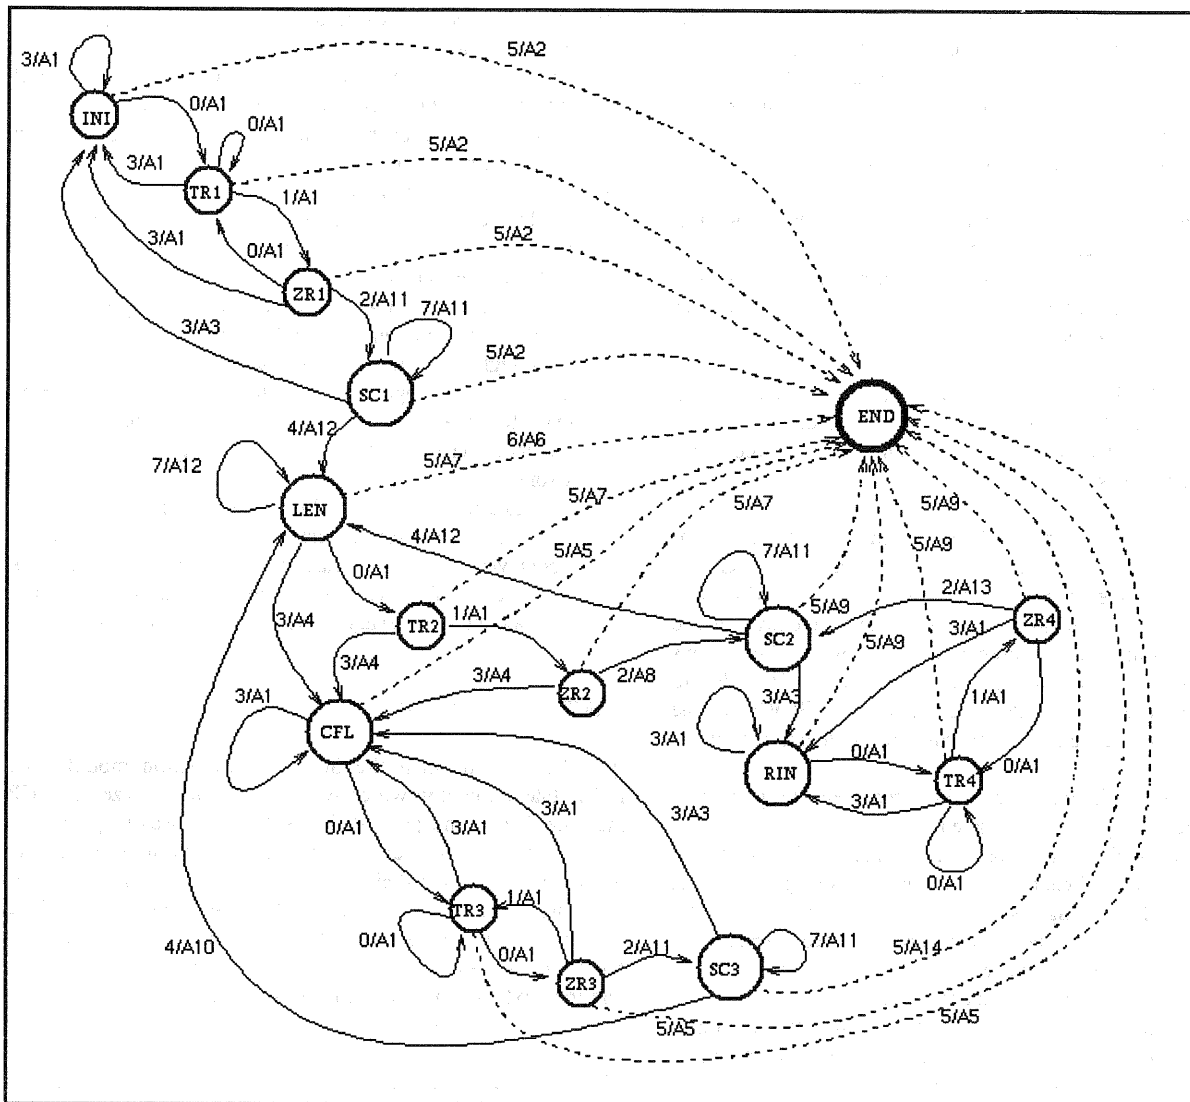 5/A2
3/A1
0/A1
INI
0/A1
5/A2
3/A1
TR1
1/A1
5/A2
3/A1
0/A1
ZR1
2/A11
7/A11
3/A3
5/A2
SC1
END
4/A12
6/A6
7/A12
5/A7
5/A7
5/A7
5/A9
LEN
4/A12
5/A5
7/A11
5/A9
0/A1
2/A13
3/A4
TR2
1/A1
5/A9
SC2
3/A1
ZR4
5/A9
3/A4
3/A4
ZR2
2/A8
3/A1
3/A3
1/A1
CFL
3/A1
0/A1
0/A1
RIN
TR4
3/A1
0/A1
3/A1
3/A1
3/A3
0/A1
TR3
1/A1
4/A10
0/A1
0/A1
2/A11
7/A11
5/A14
SC3
ZR3
5/A5
5/A5